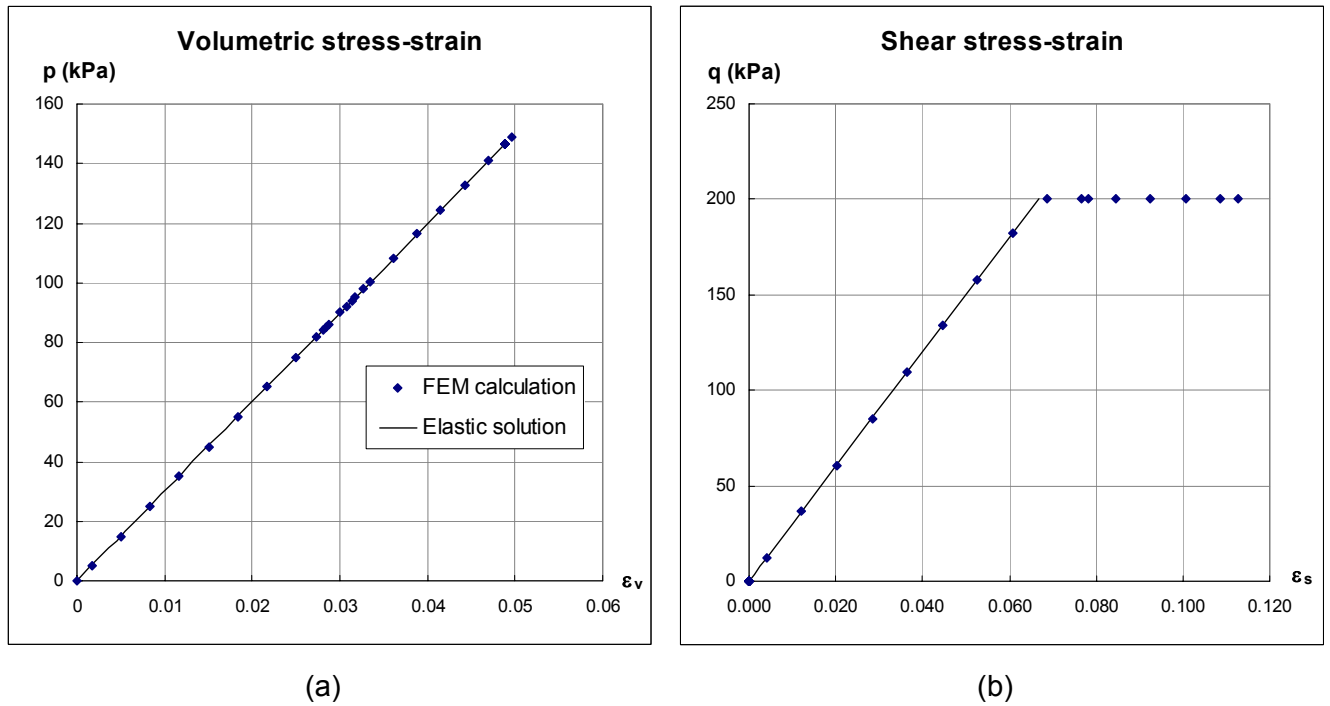 Volumetric stress-strain
p (kPa)
160
140
120
100
80
60
40
20
0
0 0.01 0.02 0.03 0.04 0.05 0.06
εv
FEM calculation
Elastic solution
(a)
Shear stress-strain
q (kPa)
250
200
150
100
50
0
0.000 0.020 0.040 0.060 0.080 0.100 0.120
εs
(b)